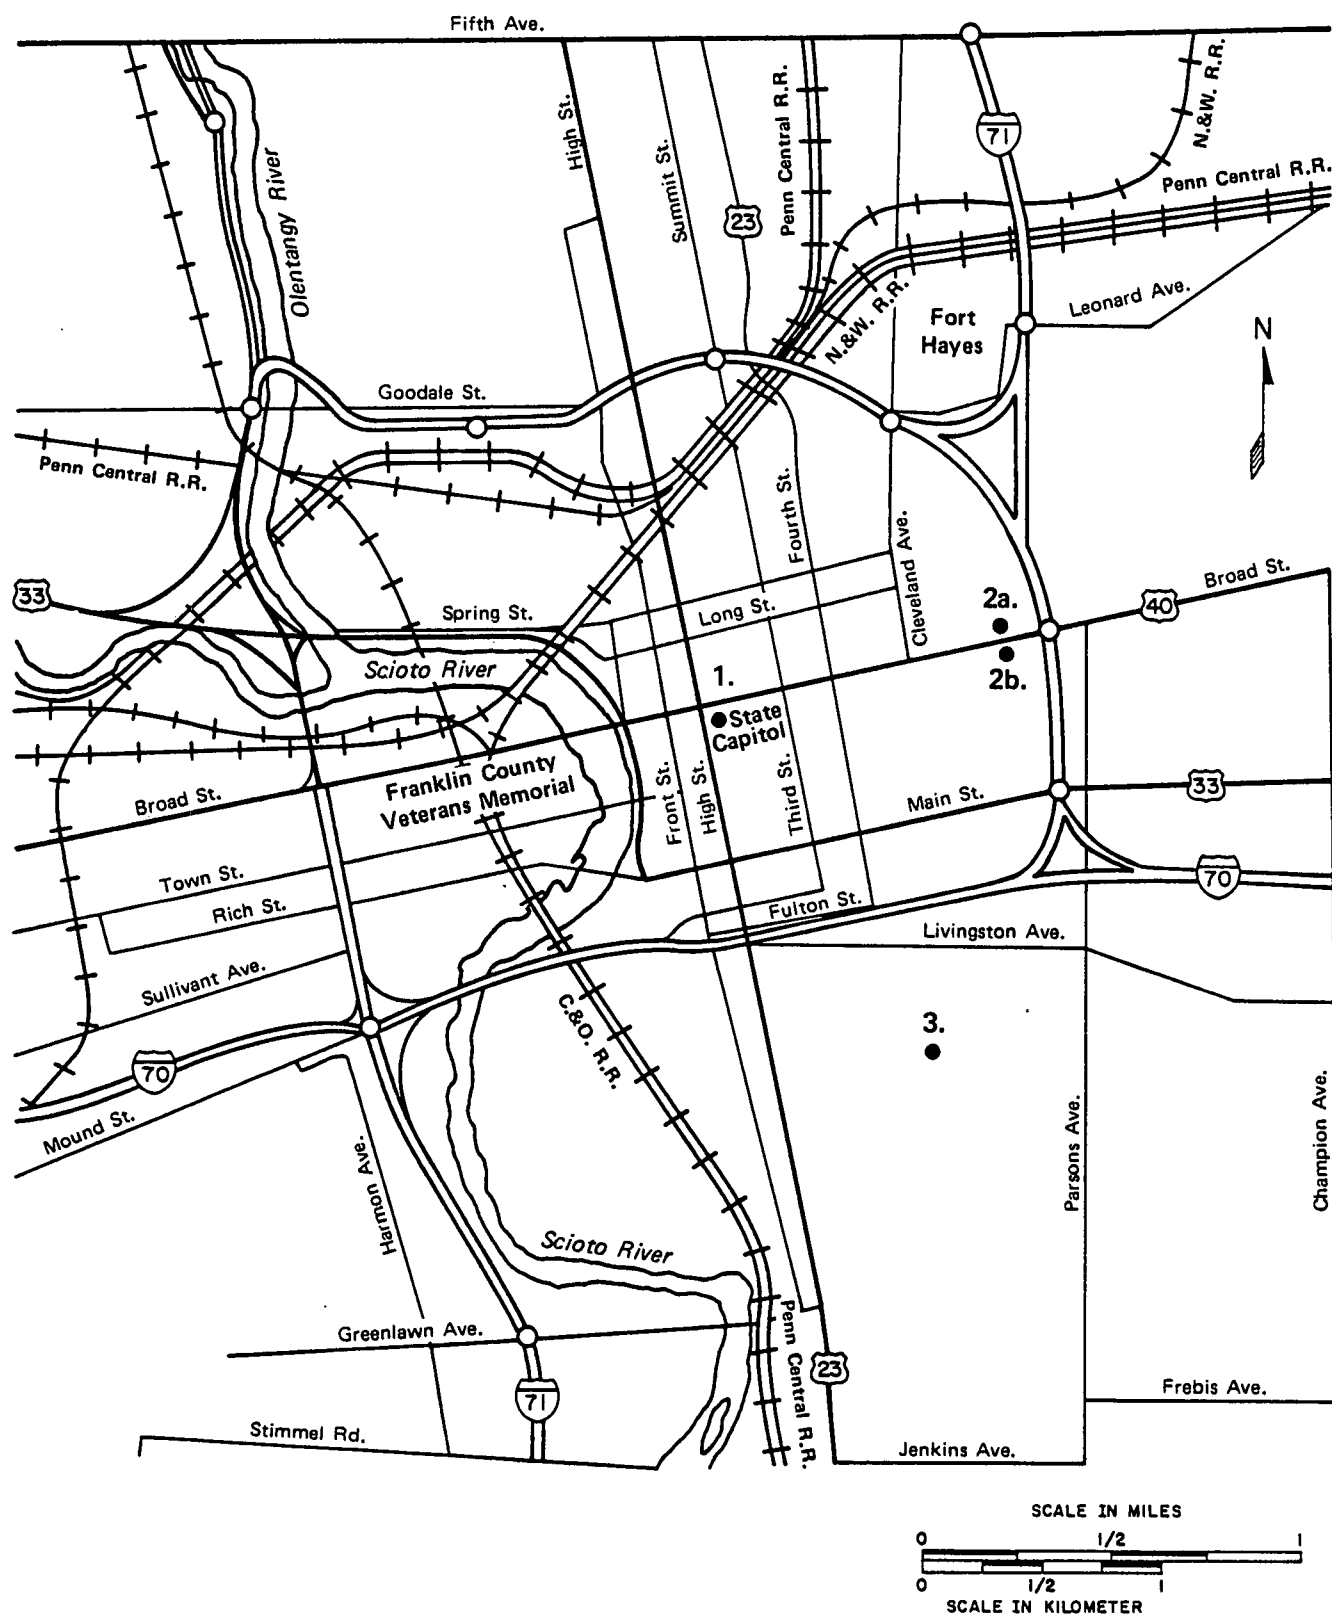 Fifth Ave.
High St.
Summit St.
23
Penn Central R.R.
71
N.&W. R.R.
Penn Central R.R.
Olentangy River
N.&W. R.R.
Fort
Hayes
Leonard Ave.
N
Goodale St.
Penn Central R.R.
Fourth St.
Cleveland Ave.
33
Spring St.
Long St.
2a.
40
Broad St.
Scioto River
1.
2b.
State
Capitol
Franklin County
Veterans Memorial
Broad St.
Front St.
High St.
Third St.
Main St.
33
Town St.
Rich St.
Fulton St.
70
Livingston Ave.
Sullivant Ave.
C.&O. R.R.
3.
70
Mound St.
Harmon Ave.
Parsons Ave.
Champion Ave.
Scioto River
Greenlawn Ave.
Penn Central R.R.
23
71
Frebis Ave.
Stimmel Rd.
Jenkins Ave.
SCALE IN MILES
0 1/2 1
0 1/2 1
SCALE IN KILOMETER